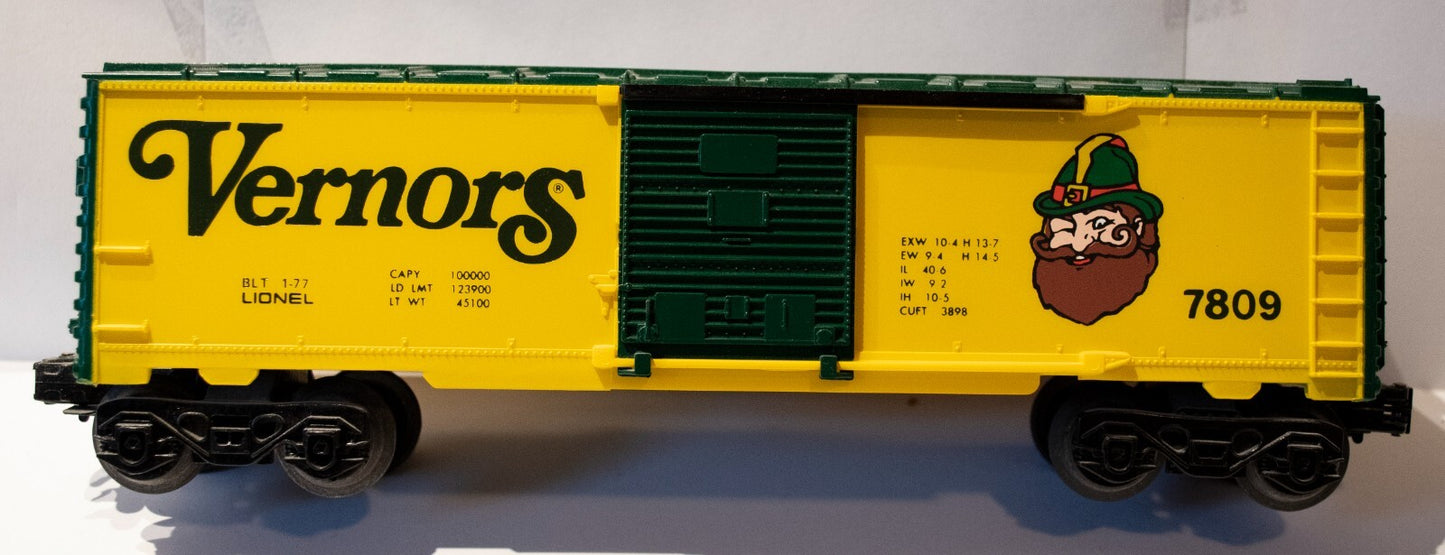 Vernors®
BLT 1-77
LIONEL
CAPY 100000
LD LMT 123900
LT WT 45100
EXW 10-4 H 13-7
EW 9-4 H 14-5
IL 40-6
IW 9-2
IH 10-5
CUFT 3898
7809